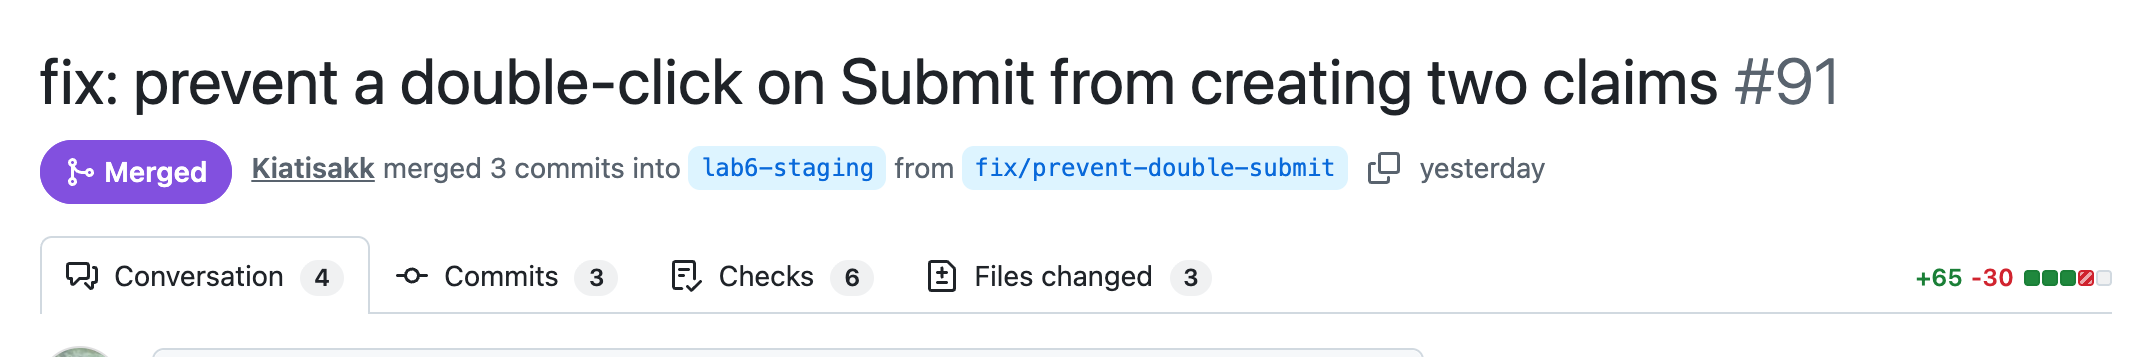 fix: prevent a double-click on Submit from creating two claims #91
Merged Kiatisakk merged 3 commits into lab6-staging from fix/prevent-double-submit yesterday
Conversation 4 Commits 3 Checks 6 Files changed 3 +65 -30